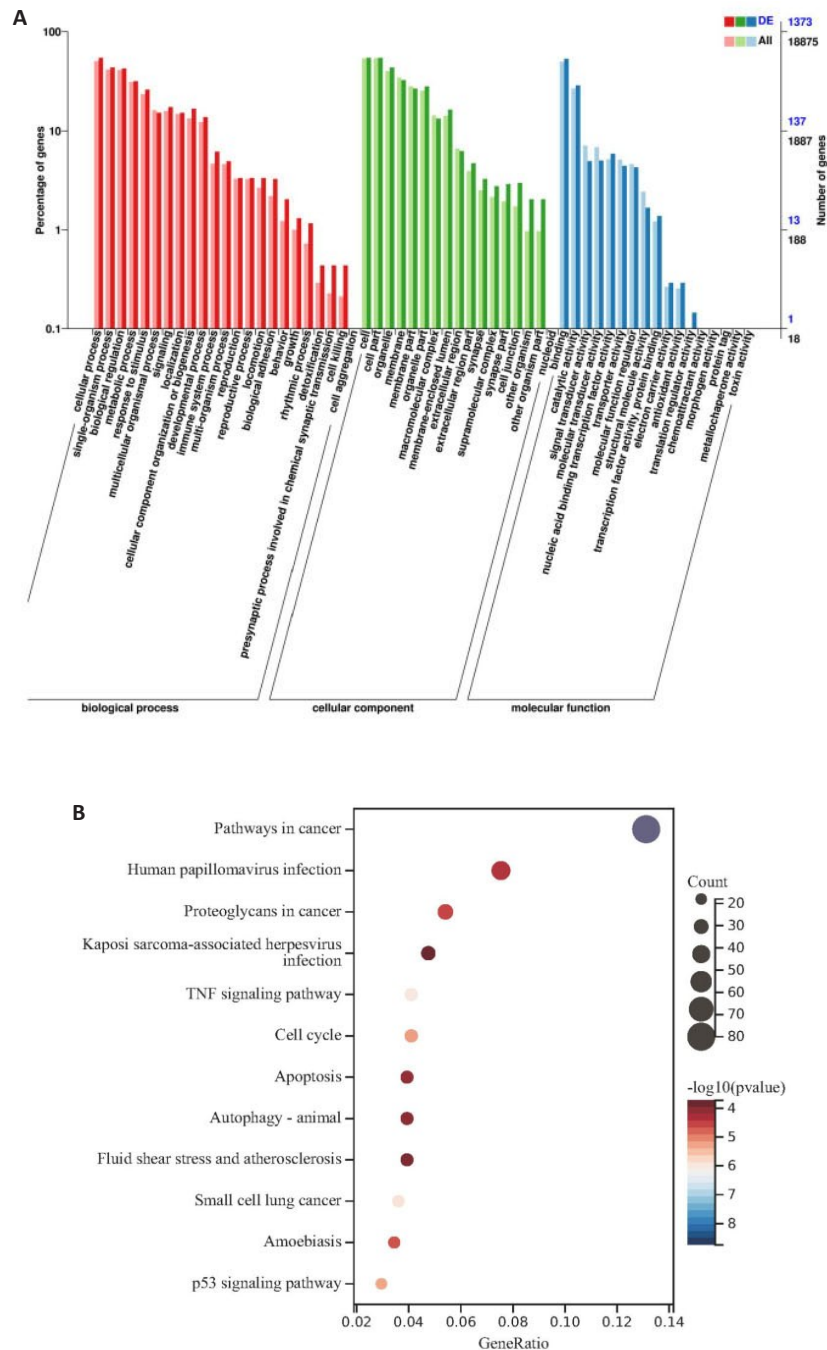 A
DE 1373
All 18875
100
10
1
0.1
Percentage of genes
137
1887
13
188
1
18
Number of genes
cellular process
single-organism process
biological regulation
metabolic process
response to stimulus
multicellular organismal process
signaling
localization
cellular component organization or biogenesis
developmental process
immune system process
multi-organism process
reproduction
reproductive process
locomotion
biological adhesion
behavior
growth
rhythmic process
detoxification
presynaptic process involved in chemical synaptic transmission
cell killing
cell aggregation
cell
cell part
organelle
membrane
membrane part
organelle part
macromolecular complex
membrane-enclosed lumen
extracellular region
extracellular region part
synapse
supramolecular complex
synapse part
cell junction
other organism
other organism part
nucleoid
binding
catalytic activity
signal transducer activity
molecular transducer activity
nucleic acid binding transcription factor activity
transporter activity
molecular function regulator
transcription factor activity, protein binding
structural molecule activity
electron carrier activity
antioxidant activity
translation regulator activity
chemoattractant activity
morphogen activity
protein tag
metallochaperone activity
toxin activity
biological process
cellular component
molecular function
B
Pathways in cancer
Human papillomavirus infection
Proteoglycans in cancer
Kaposi sarcoma-associated herpesvirus
infection
TNF signaling pathway
Cell cycle
Apoptosis
Autophagy - animal
Fluid shear stress and atherosclerosis
Small cell lung cancer
Amoebiasis
p53 signaling pathway
0.02 0.04 0.06 0.08 0.10 0.12 0.14
GeneRatio
Count
20
30
40
50
60
70
80
-log10(pvalue)
4
5
6
7
8